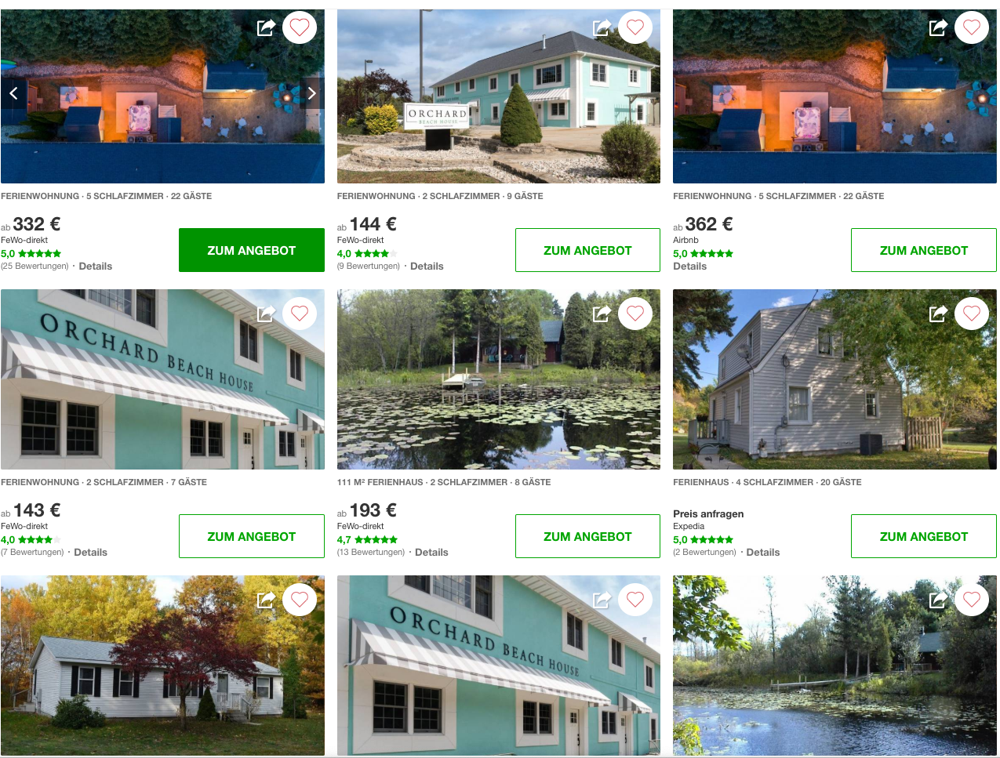 ORCHARD
BEACH HOUSE
FERIENWOHNUNG · 5 SCHLAFZIMMER · 22 GÄSTE
ab 332 €
FeWo-direkt
5,0
(25 Bewertungen) · Details
ZUM ANGEBOT
FERIENWOHNUNG · 2 SCHLAFZIMMER · 9 GÄSTE
ab 144 €
FeWo-direkt
4,0
(9 Bewertungen) · Details
ZUM ANGEBOT
FERIENWOHNUNG · 5 SCHLAFZIMMER · 22 GÄSTE
ab 362 €
Airbnb
5,0
Details
ZUM ANGEBOT
ORCHARD BEACH HOUSE
FERIENWOHNUNG · 2 SCHLAFZIMMER · 7 GÄSTE
ab 143 €
FeWo-direkt
4,0
(7 Bewertungen) · Details
ZUM ANGEBOT
111 M² FERIENHAUS · 2 SCHLAFZIMMER · 8 GÄSTE
ab 193 €
FeWo-direkt
4,7
(13 Bewertungen) · Details
ZUM ANGEBOT
FERIENHAUS · 4 SCHLAFZIMMER · 20 GÄSTE
Preis anfragen
Expedia
5,0
(2 Bewertungen) · Details
ZUM ANGEBOT
ORCHARD BEACH HOUSE